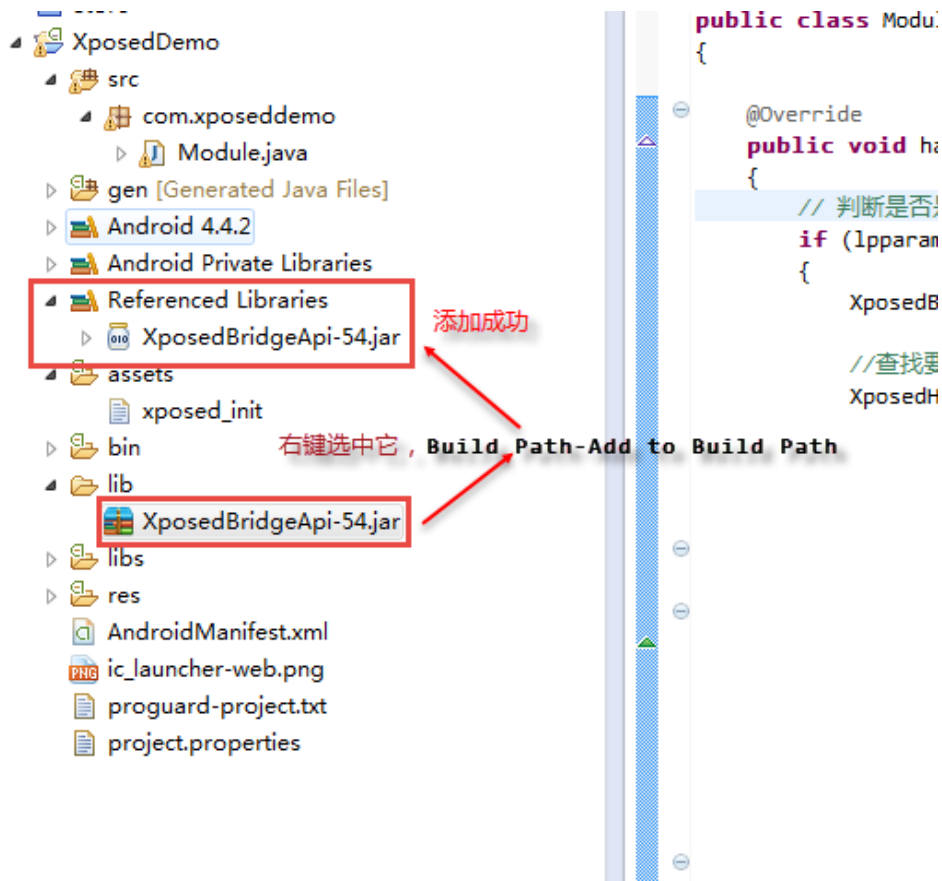 XposedDemo
src
com.xposeddemo
Module.java
gen [Generated Java Files]
Android 4.4.2
Android Private Libraries
Referenced Libraries
XposedBridgeApi-54.jar
添加成功
assets
xposed_init
bin
右键选中它，Build Path-Add to Build Path
lib
XposedBridgeApi-54.jar
libs
res
AndroidManifest.xml
ic_launcher-web.png
proguard-project.txt
project.properties
public class Modul
{
@Override
public void ha
{
// 判断是否
if (lpparam
{
XposedB
//查找要
XposedH